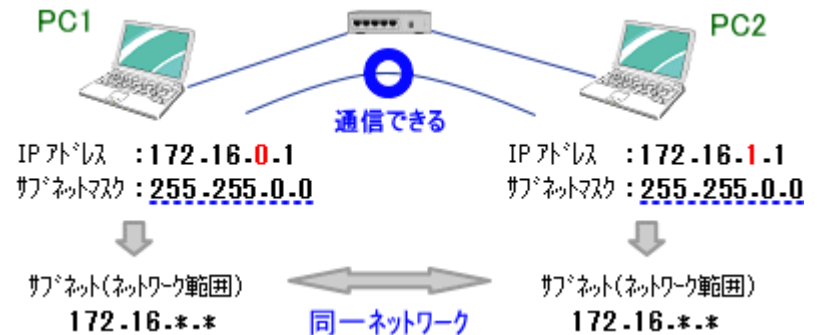 PC1
PC2
通信できる
IP ｱﾄﾞﾚｽ :172.16.0.1
IP ｱﾄﾞﾚｽ :172.16.1.1
ｻﾌﾞﾈｯﾄﾏｽｸ:255.255.0.0
ｻﾌﾞﾈｯﾄﾏｽｸ:255.255.0.0
ｻﾌﾞﾈｯﾄ(ﾈｯﾄﾜｰｸ範囲)
ｻﾌﾞﾈｯﾄ(ﾈｯﾄﾜｰｸ範囲)
172.16.*.*
同一ネットワーク
172.16.*.*